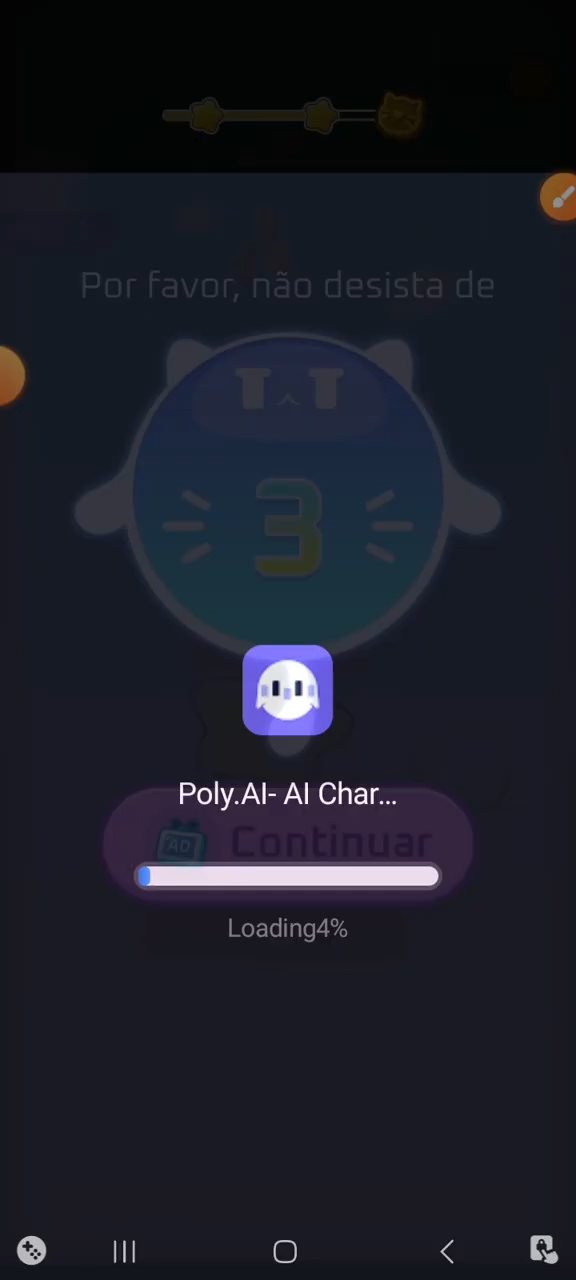 Por favor, não desista de
T^T
3
Poly.AI- AI Char...
AD Continuar
Loading4%